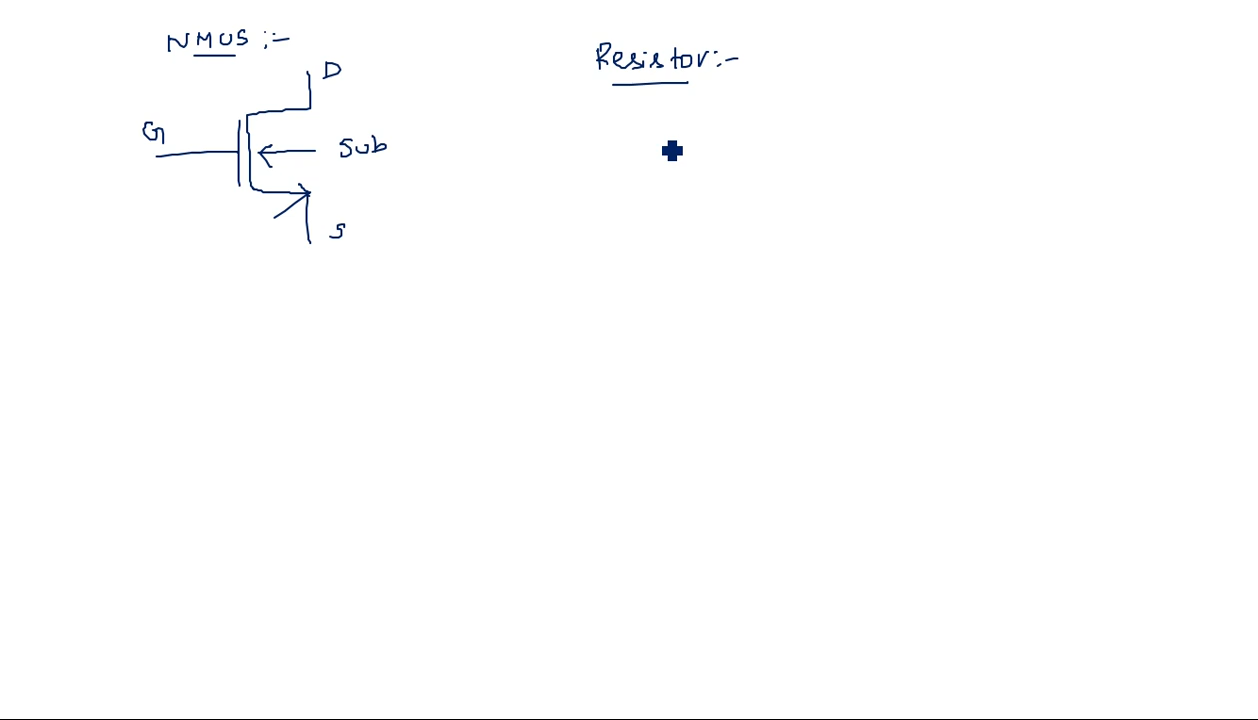 NMOS :-
D
G
Sub
S
Resistor :-